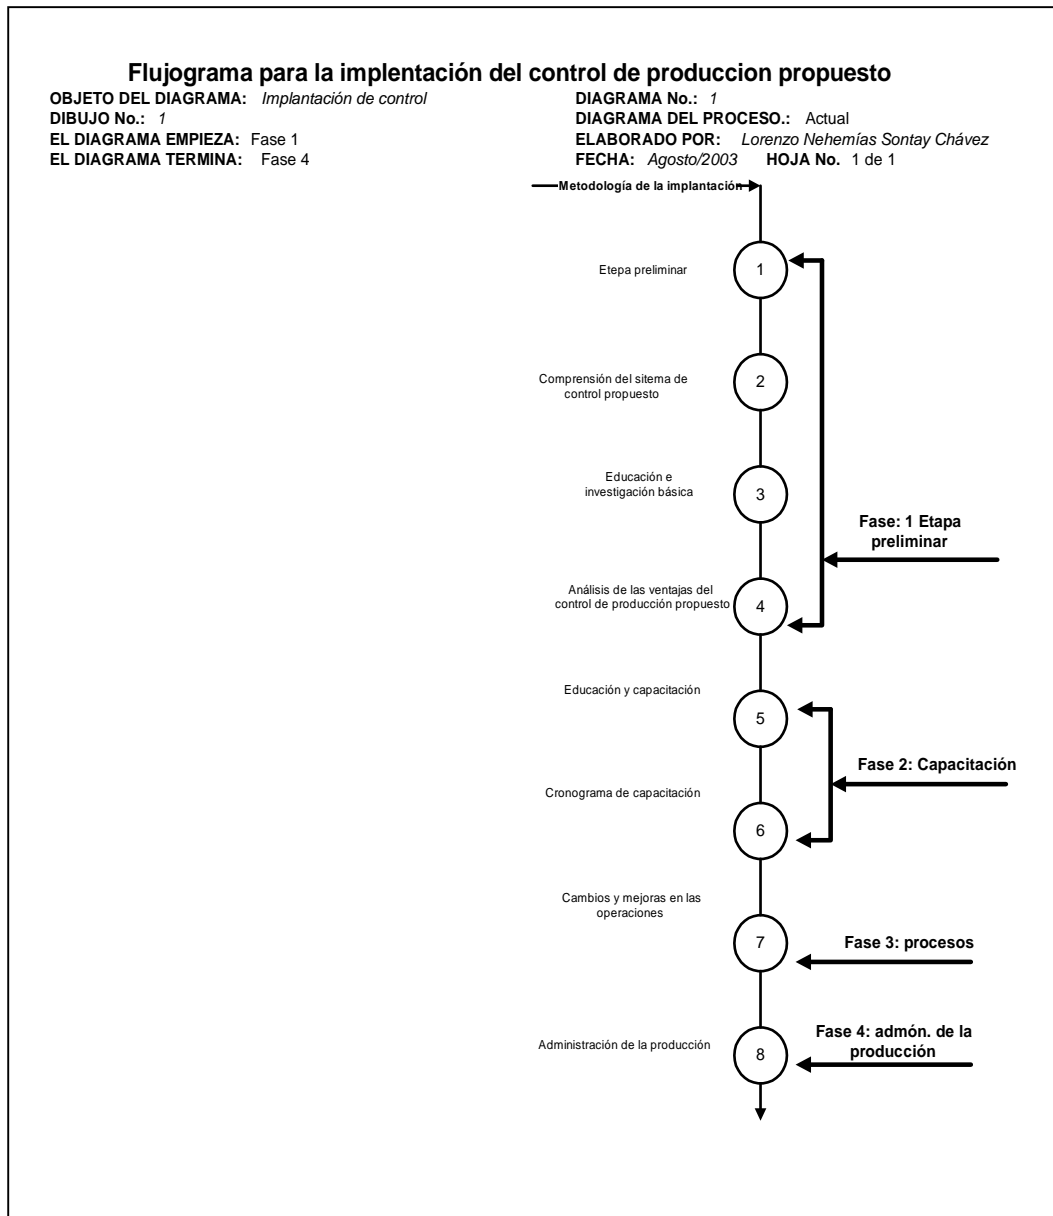 Flujograma para la implentación del control de produccion propuesto
OBJETO DEL DIAGRAMA: Implantación de control
DIBUJO No.: 1
EL DIAGRAMA EMPIEZA: Fase 1
EL DIAGRAMA TERMINA: Fase 4
DIAGRAMA No.: 1
DIAGRAMA DEL PROCESO.: Actual
ELABORADO POR: Lorenzo Nehemías Sontay Chávez
FECHA: Agosto/2003 HOJA No. 1 de 1
Metodología de la implantación
Etepa preliminar
1
Comprensión del sitema de
control propuesto
2
Educación e
investigación básica
3
Fase: 1 Etapa
preliminar
Análisis de las ventajas del
control de producción propuesto
4
Educación y capacitación
5
Fase 2: Capacitación
Cronograma de capacitación
6
Cambios y mejoras en las
operaciones
7
Fase 3: procesos
Administración de la producción
8
Fase 4: admón. de la
producción